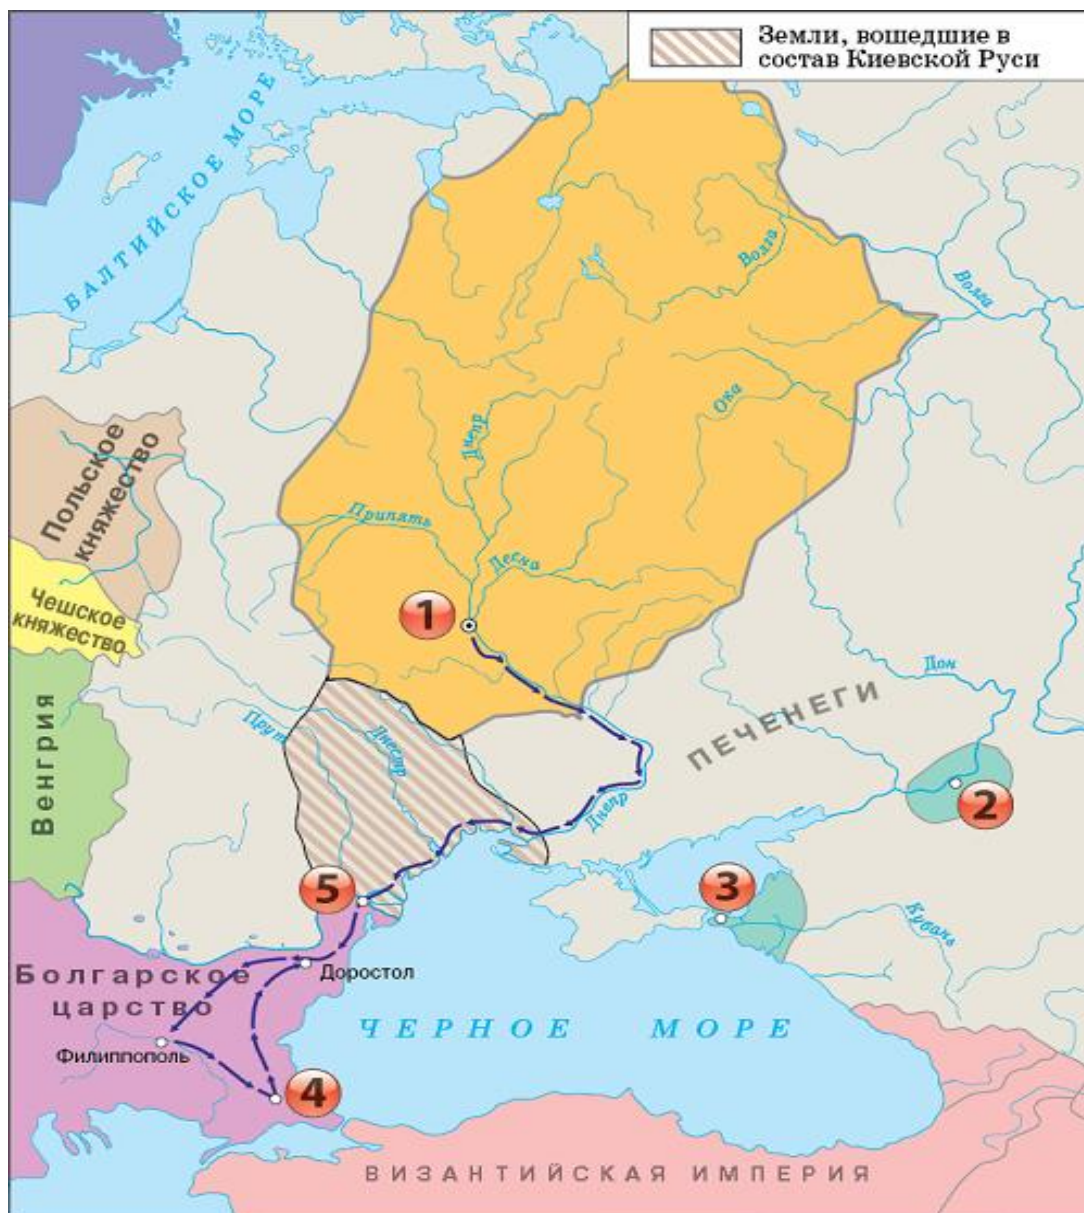 Земли, вошедшие в
состав Киевской Руси
БАЛТИЙСКОЕ МОРЕ
Волга
Волга
Ока
Днепр
Польское
княжество
Припять
Десна
Чешское
княжество
1
Дон
ПЕЧЕНЕГИ
Венгрия
Прут
Днестр
Днепр
2
3
5
Кубань
Болгарское
царство
Доростол
ЧЕРНОЕ МОРЕ
Филиппополь
4
ВИЗАНТИЙСКАЯ ИМПЕРИЯ